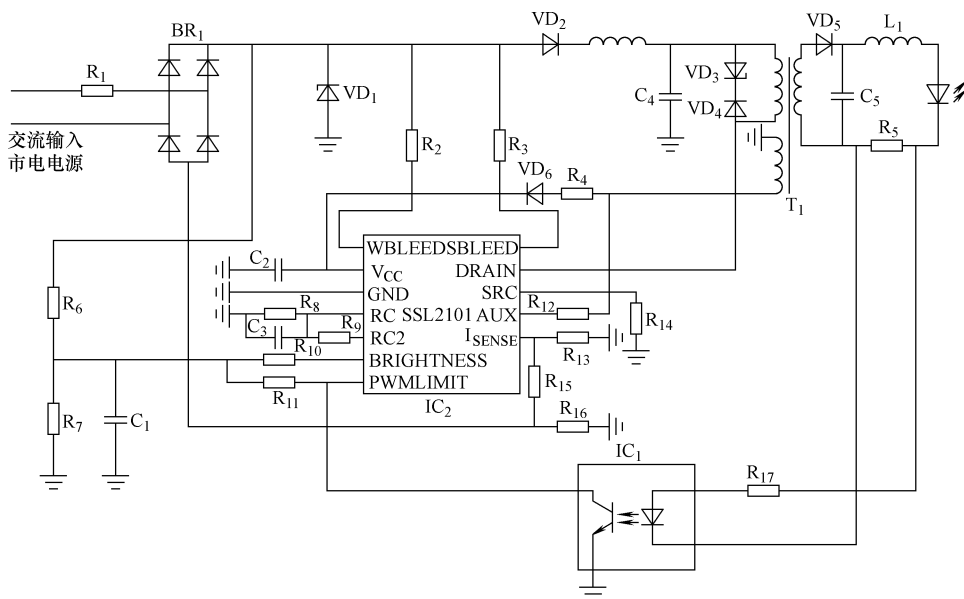 BR1
VD2
VD5
L1
R1
VD1
VD3
C4
VD4
C5
R5
交流输入
市电电源
R2
R3
VD6
R4
T1
WBLEEDSBLEED
C2
VCC
DRAIN
GND
SRC
R6
R8
RC
SSL2101
AUX
R12
R14
C3
R9
RC2
ISENSE
R13
R10
BRIGHTNESS
R11
PWMLIMIT
R15
R7
C1
IC2
R16
IC1
R17